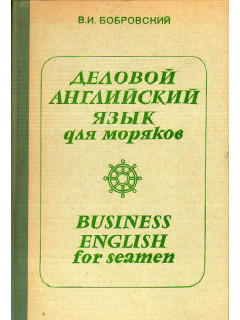 В.И. БОБРОВСКИЙ
ДЕЛОВОЙ
АНГЛИЙСКИЙ
ЯЗЫК
для моряков
BUSINESS
ENGLISH
for seamen